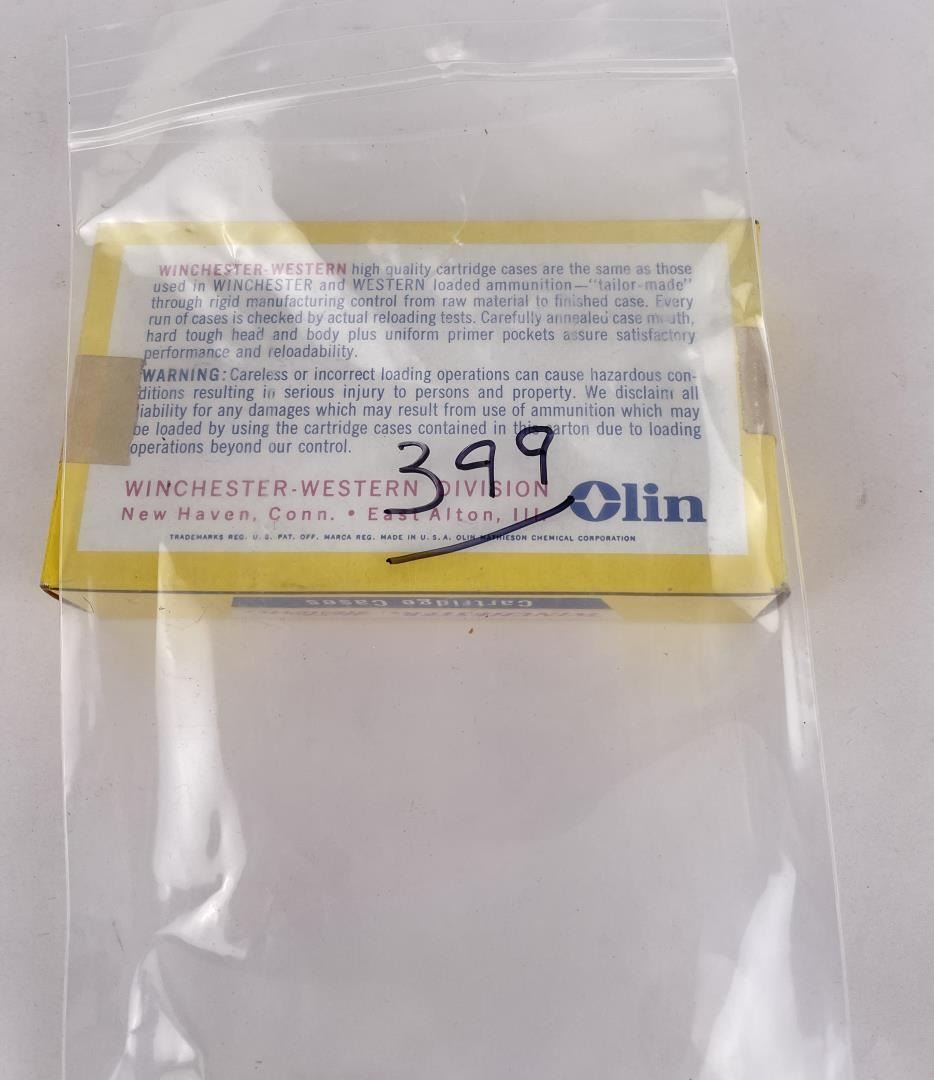 WINCHESTER-WESTERN high quality cartridge cases are the same as those
used in WINCHESTER and WESTERN loaded ammunition—"tailor-made"
through rigid manufacturing control from raw material to finished case. Every
run of cases is checked by actual reloading tests. Carefully annealed case mouth,
hard tough head and body plus uniform primer pockets assure satisfactory
performance and reloadability.
WARNING: Careless or incorrect loading operations can cause hazardous con-
ditions resulting in serious injury to persons and property. We disclaim all
liability for any damages which may result from use of ammunition which may
be loaded by using the cartridge cases contained in this carton due to loading
operations beyond our control.
399
WINCHESTER-WESTERN DIVISION
New Haven, Conn. • East Alton, Ill.
Olin
TRADEMARKS REG. U. S. PAT. OFF. MARCA REG. MADE IN U. S. A. OLIN MATHIESON CHEMICAL CORPORATION
Cartridge Cases